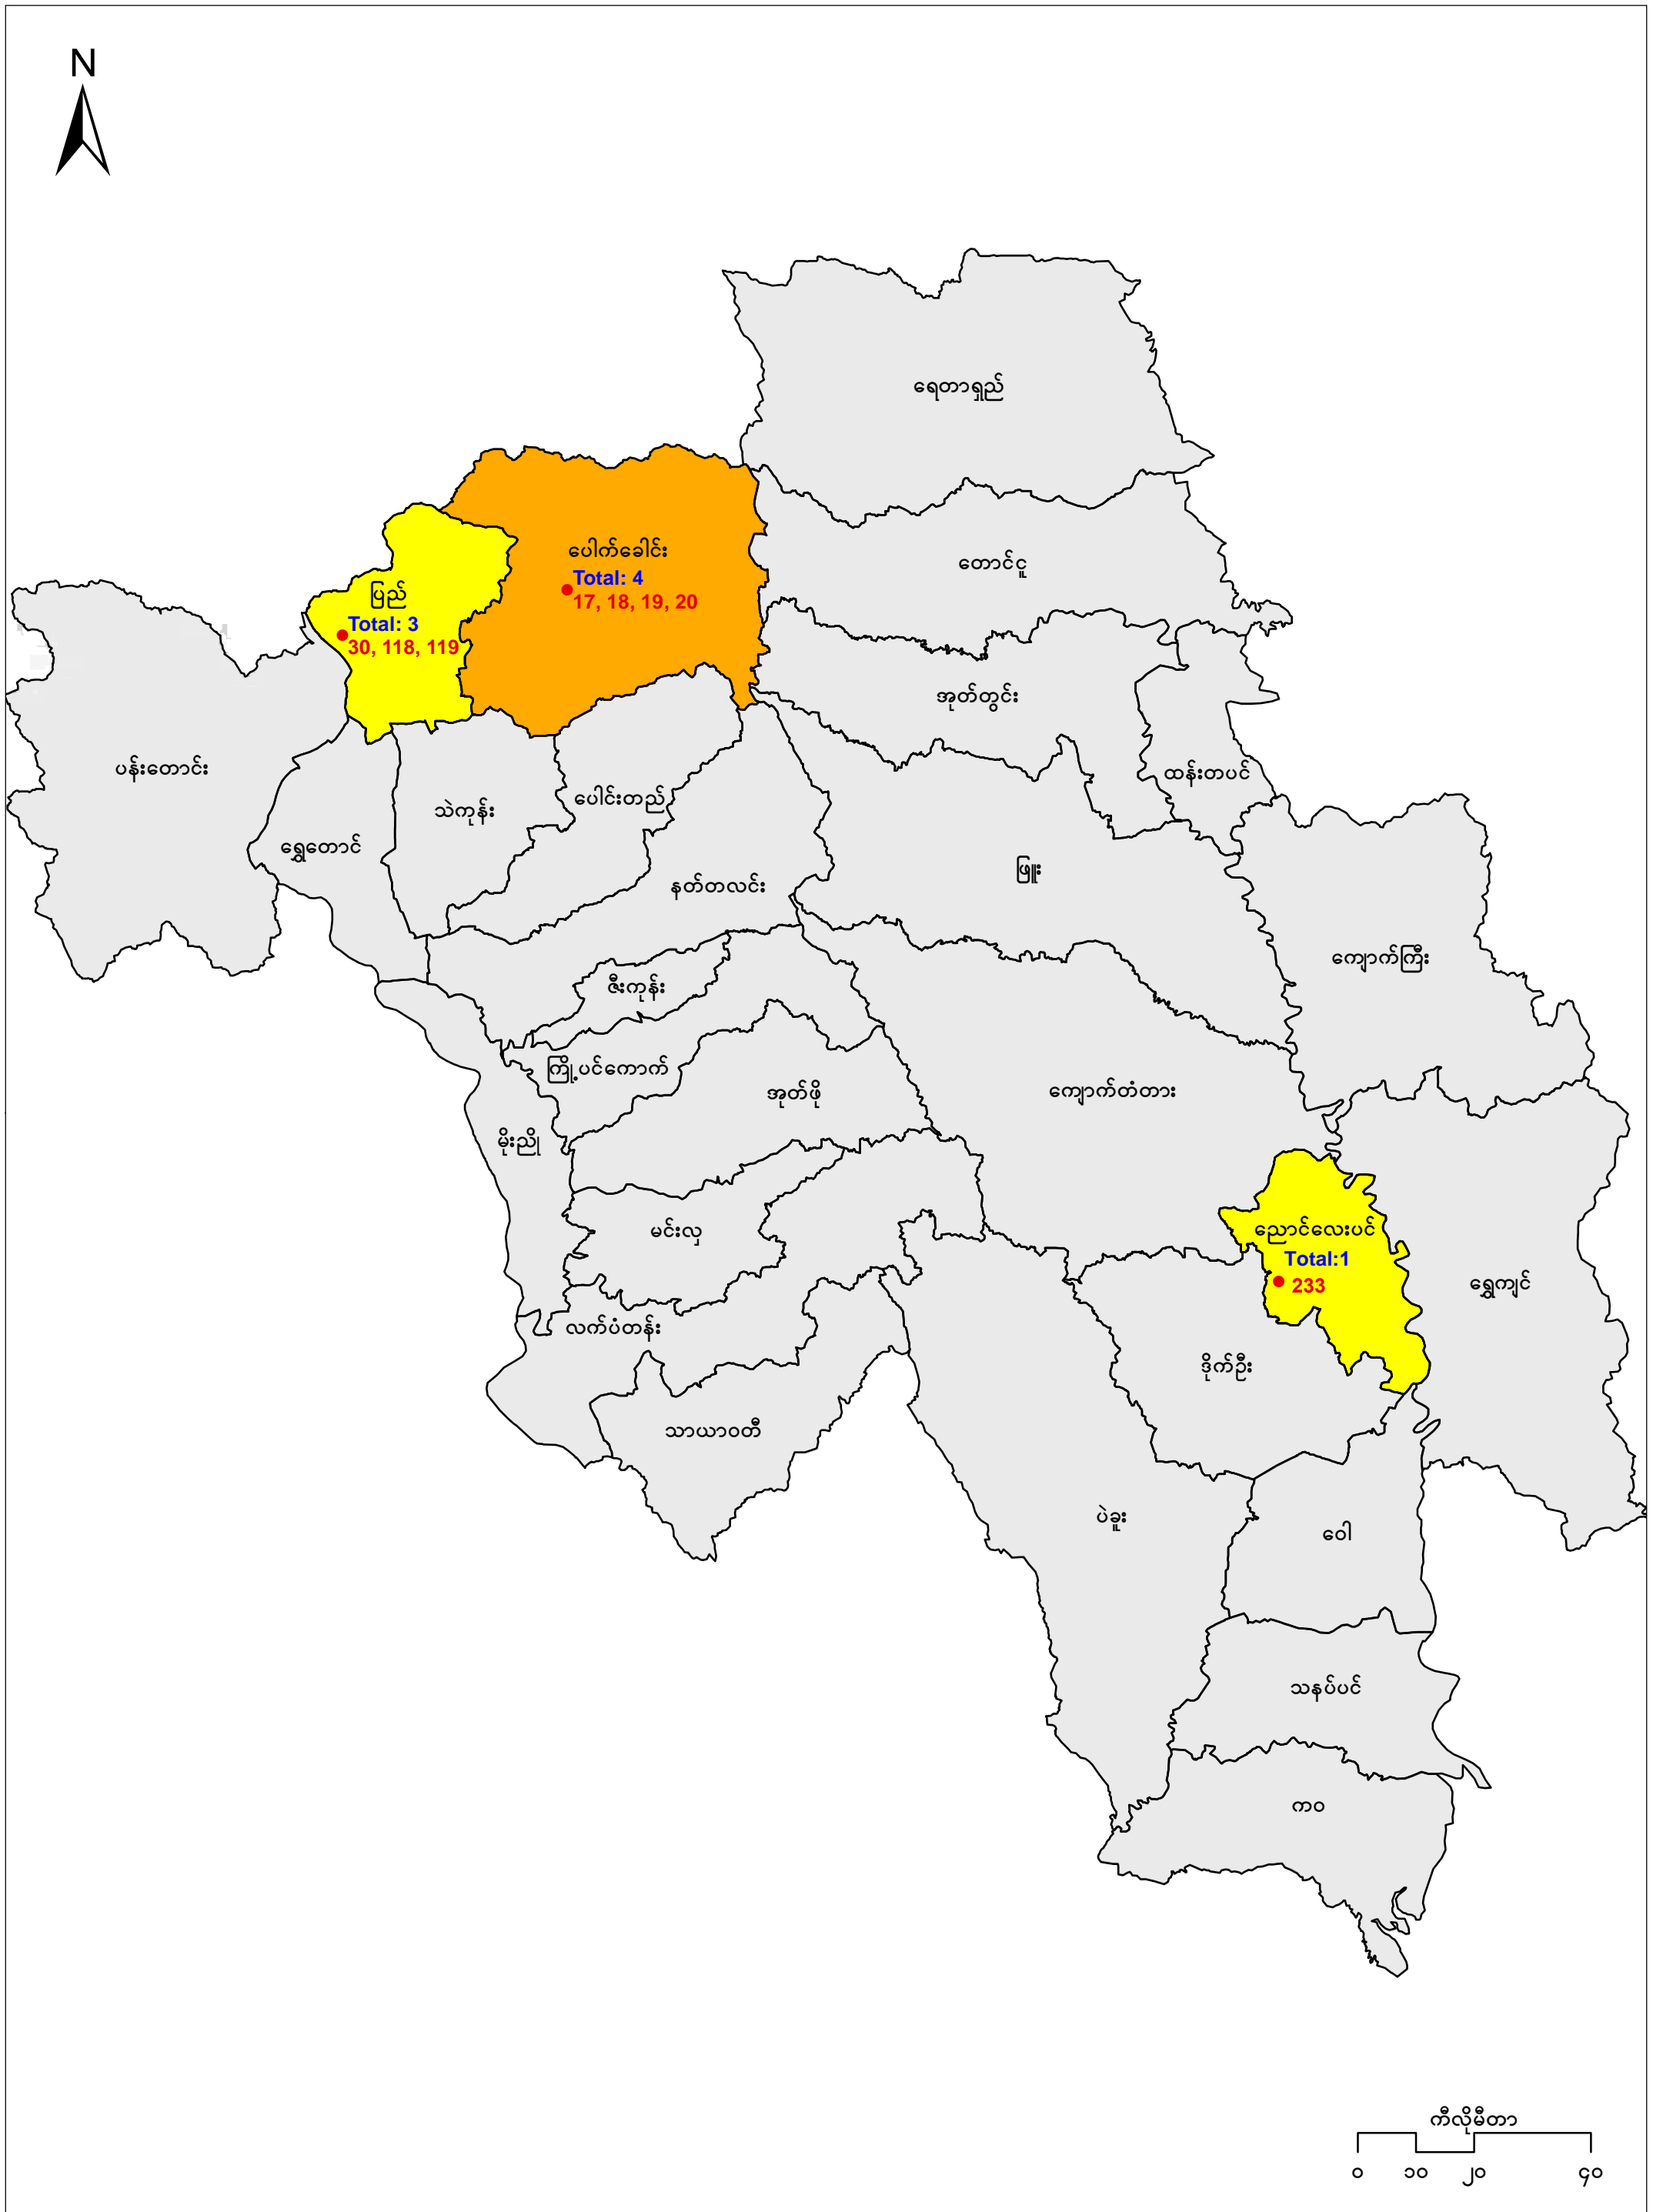 N
ရေတာရှည်
ပေါက်ခေါင်း
Total: 4
17, 18, 19, 20
တောင်ငူ
ပြည်
Total: 3
30, 118, 119
အုတ်တွင်း
ပန်းတောင်း
ထန်းတပင်
ပေါင်းတည်
သဲကုန်း
ရွှေတောင်
ဖြူး
နတ်တလင်း
ကျောက်ကြီး
ဇီးကုန်း
ကြို့ပင်ကောက်
အုတ်ဖို
ကျောက်တံတား
မိုးညို
မင်းလှ
ညောင်လေးပင်
Total:1
233
ရွှေကျင်
လက်ပံတန်း
ဒိုက်ဦး
သာယာဝတီ
ပဲခူး
ဝေါ
သနပ်ပင်
ကဝ
ကီလိုမီတာ
၀ ၁၀ ၂၀ ၄၀